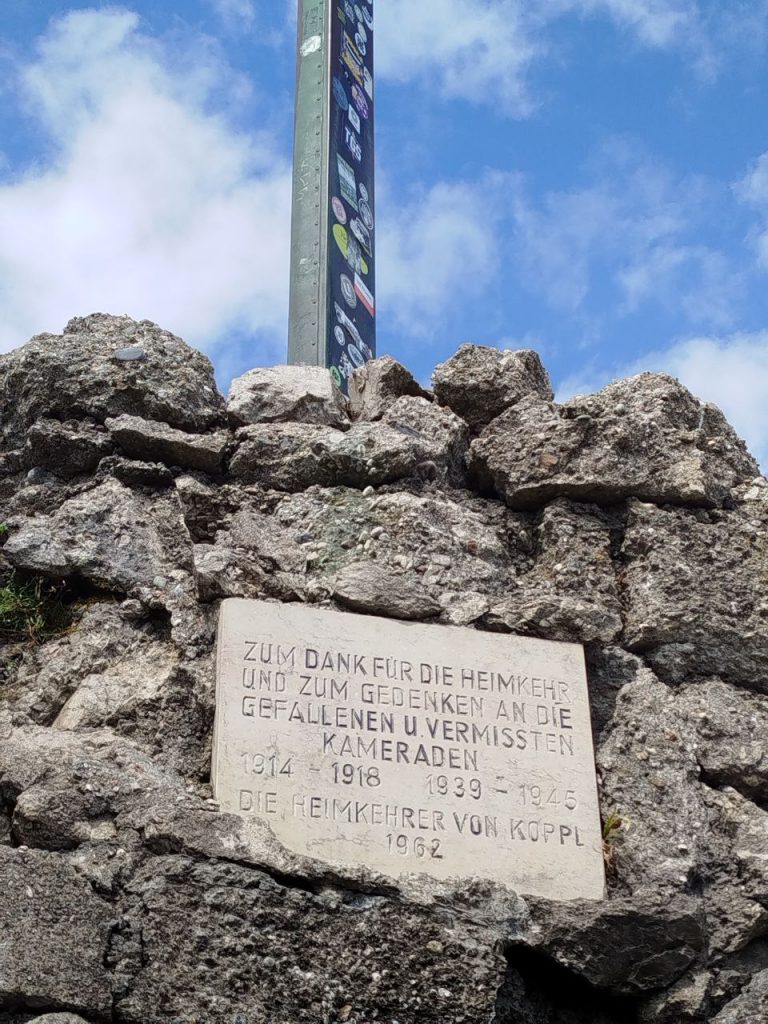 TGS
ZUM DANK FÜR DIE HEIMKEHR
UND ZUM GEDENKEN AN DIE
GEFALLENEN U. VERMISSTEN
KAMERADEN
1914 - 1918 1939 - 1945
DIE HEIMKEHRER VON KOPPL
1962